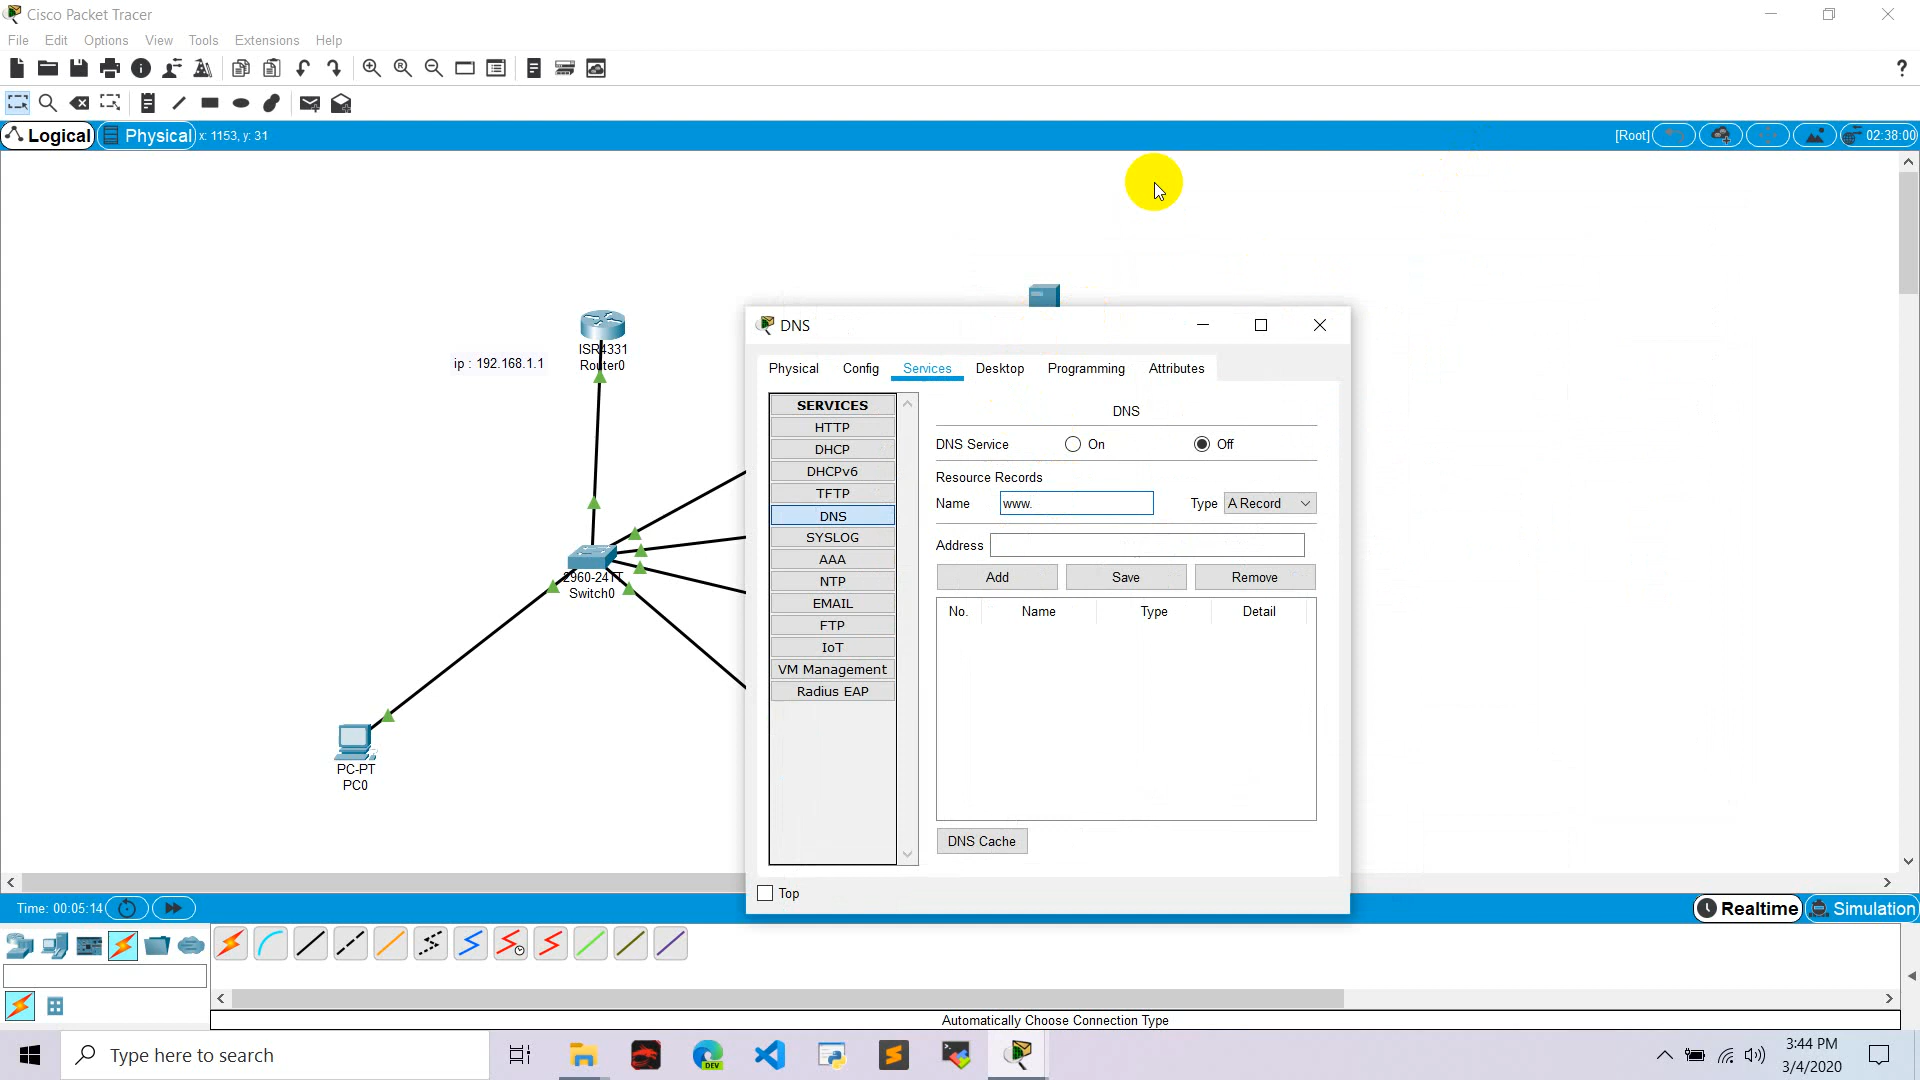 Cisco Packet Tracer
File Edit Options View Tools Extensions Help
?
Logical Physical x: 1153, y: 31 [Root] 02:38:00
ISR4331
Router0
ip : 192.168.1.1
2960-24TT
Switch0
PC-PT
PC0
DNS
Physical Config Services Desktop Programming Attributes
SERVICES
HTTP
DHCP
DHCPv6
TFTP
DNS
SYSLOG
AAA
NTP
EMAIL
FTP
IoT
VM Management
Radius EAP
DNS
DNS Service On Off
Resource Records
Name www. Type A Record
Address
Add Save Remove
No. Name Type Detail
DNS Cache
Top
Time: 00:05:14 Realtime Simulation
Automatically Choose Connection Type
Type here to search
DEV
3:44 PM
3/4/2020